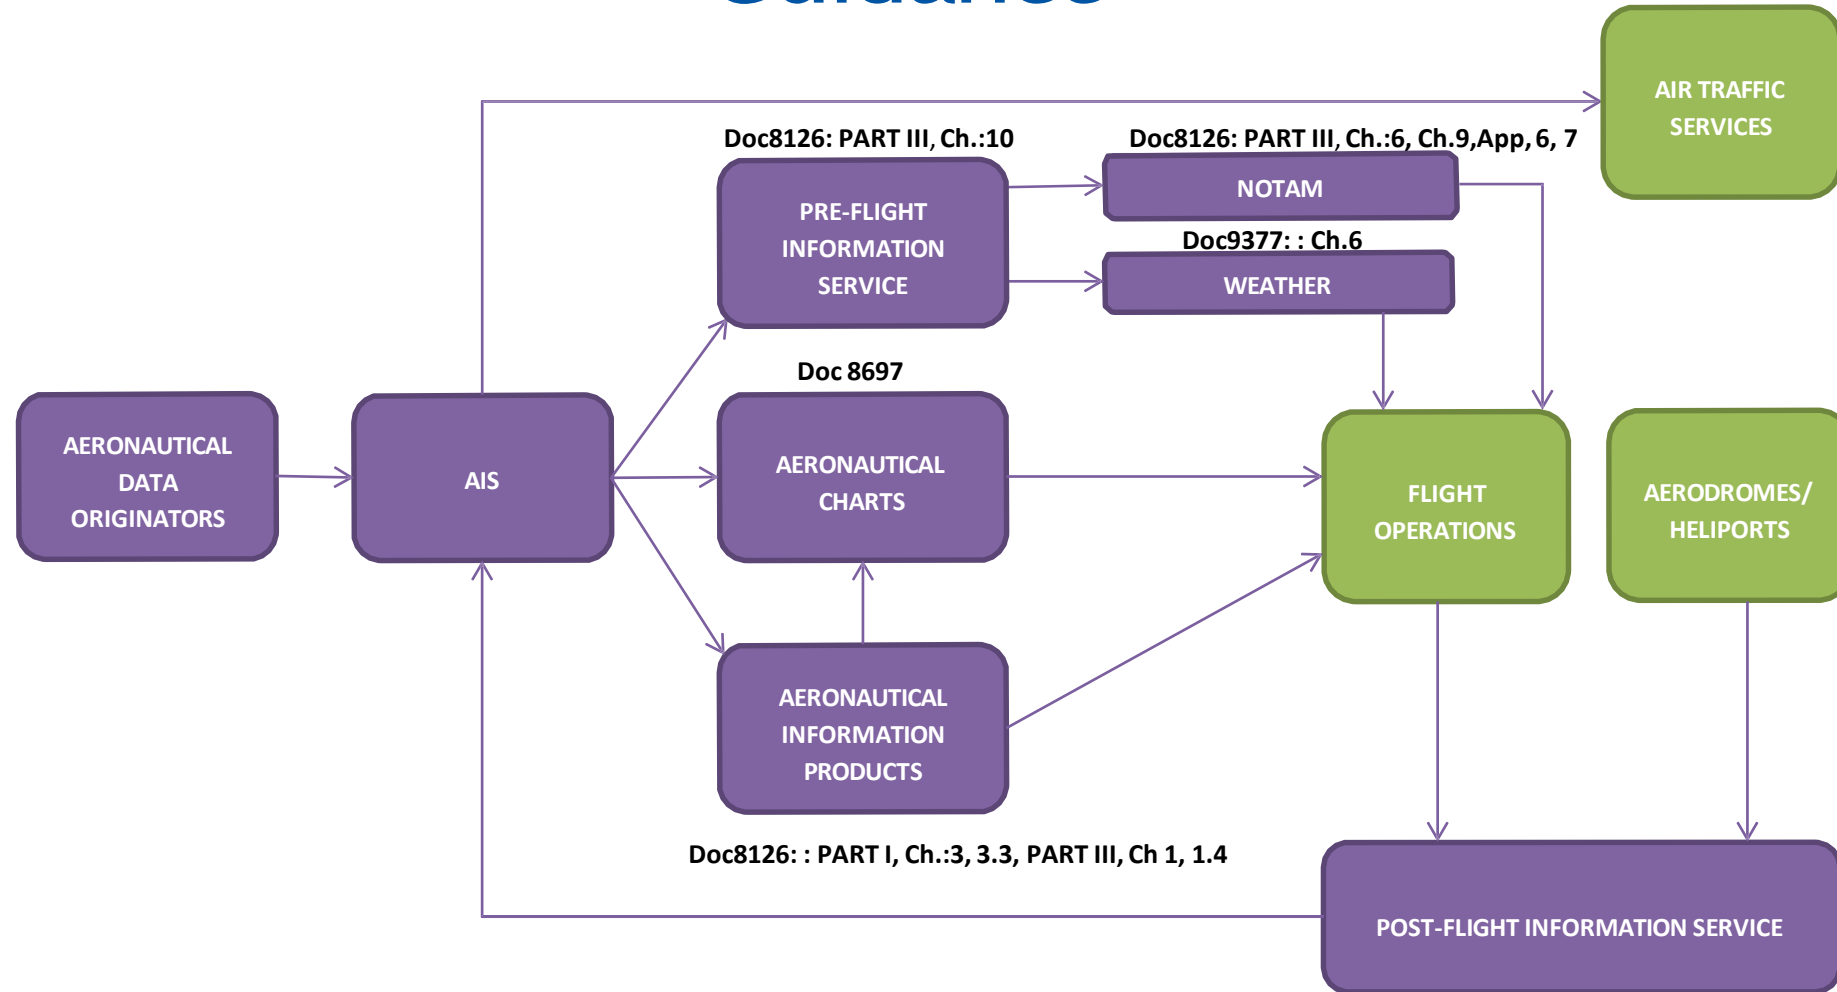 Guidance
AIR TRAFFIC
SERVICES
Doc8126: PART III, Ch.:10
Doc8126: PART III, Ch.:6, Ch.9,App, 6, 7
PRE-FLIGHT
INFORMATION
SERVICE
NOTAM
Doc9377: : Ch.6
WEATHER
Doc 8697
AERONAUTICAL
DATA
ORIGINATORS
AIS
AERONAUTICAL
CHARTS
FLIGHT
OPERATIONS
AERODROMES/
HELIPORTS
AERONAUTICAL
INFORMATION
PRODUCTS
Doc8126: : PART I, Ch.:3, 3.3, PART III, Ch 1, 1.4
POST-FLIGHT INFORMATION SERVICE